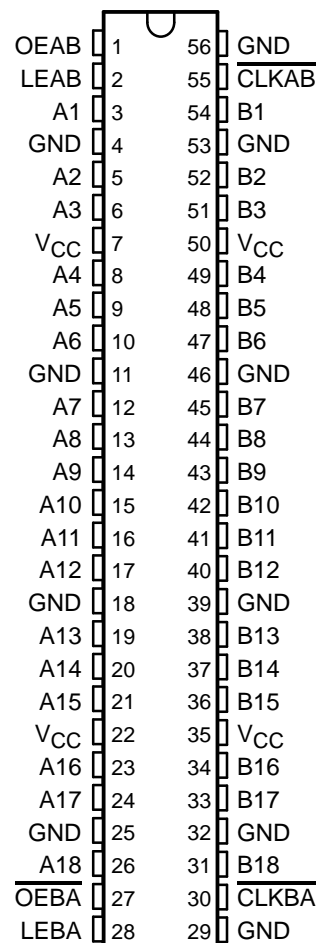 OEAB 1 56 GND
LEAB 2 55 C̅L̅K̅A̅B̅
A1 3 54 B1
GND 4 53 GND
A2 5 52 B2
A3 6 51 B3
VCC 7 50 VCC
A4 8 49 B4
A5 9 48 B5
A6 10 47 B6
GND 11 46 GND
A7 12 45 B7
A8 13 44 B8
A9 14 43 B9
A10 15 42 B10
A11 16 41 B11
A12 17 40 B12
GND 18 39 GND
A13 19 38 B13
A14 20 37 B14
A15 21 36 B15
VCC 22 35 VCC
A16 23 34 B16
A17 24 33 B17
GND 25 32 GND
A18 26 31 B18
O̅E̅B̅A̅ 27 30 C̅L̅K̅B̅A̅
LEBA 28 29 GND